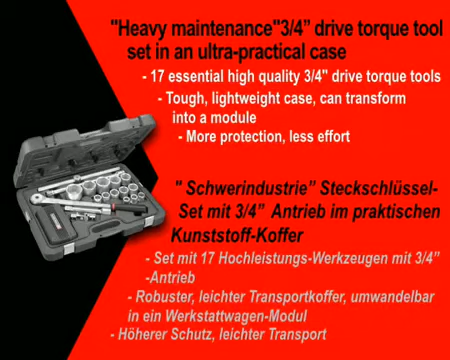 "Heavy maintenance"3/4” drive torque tool
set in an ultra-practical case
- 17 essential high quality 3/4" drive torque tools
- Tough, lightweight case, can transform
into a module
- More protection, less effort
" Schwerindustrie” Steckschlüssel-
Set mit 3/4” Antrieb im praktischen
Kunststoff-Koffer
- Set mit 17 Hochleistungs-Werkzeugen mit 3/4”
-Antrieb
- Robuster, leichter Transportkoffer, umwandelbar
in ein Werkstattwagen-Modul
- Höherer Schutz, leichter Transport